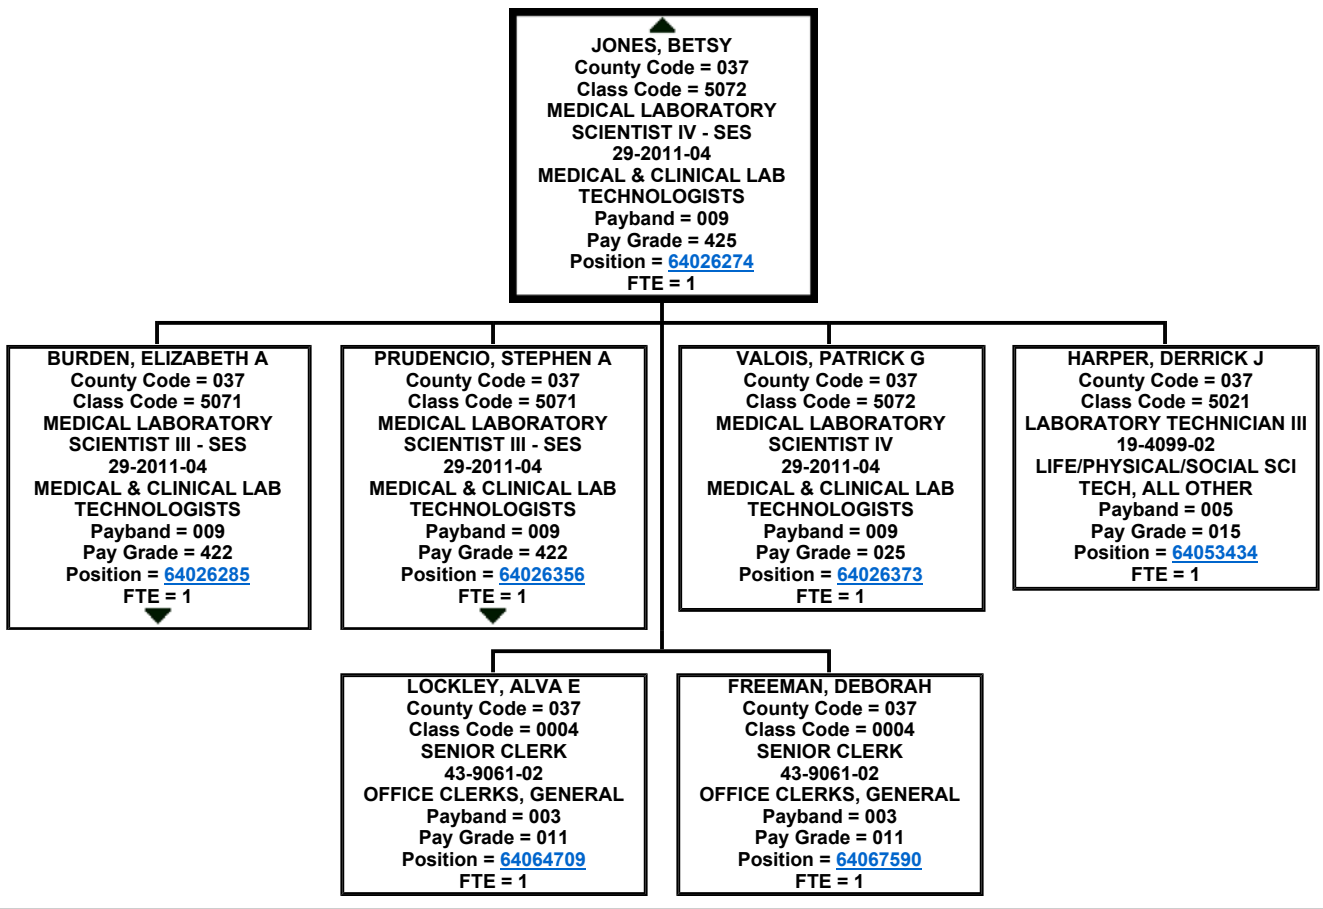 JONES, BETSY
County Code = 037
Class Code = 5072
MEDICAL LABORATORY
SCIENTIST IV - SES
29-2011-04
MEDICAL & CLINICAL LAB
TECHNOLOGISTS
Payband = 009
Pay Grade = 425
Position = 64026274
FTE = 1
BURDEN, ELIZABETH A
County Code = 037
Class Code = 5071
MEDICAL LABORATORY
SCIENTIST III - SES
29-2011-04
MEDICAL & CLINICAL LAB
TECHNOLOGISTS
Payband = 009
Pay Grade = 422
Position = 64026285
FTE = 1
PRUDENCIO, STEPHEN A
County Code = 037
Class Code = 5071
MEDICAL LABORATORY
SCIENTIST III - SES
29-2011-04
MEDICAL & CLINICAL LAB
TECHNOLOGISTS
Payband = 009
Pay Grade = 422
Position = 64026356
FTE = 1
VALOIS, PATRICK G
County Code = 037
Class Code = 5072
MEDICAL LABORATORY
SCIENTIST IV
29-2011-04
MEDICAL & CLINICAL LAB
TECHNOLOGISTS
Payband = 009
Pay Grade = 025
Position = 64026373
FTE = 1
HARPER, DERRICK J
County Code = 037
Class Code = 5021
LABORATORY TECHNICIAN III
19-4099-02
LIFE/PHYSICAL/SOCIAL SCI
TECH, ALL OTHER
Payband = 005
Pay Grade = 015
Position = 64053434
FTE = 1
LOCKLEY, ALVA E
County Code = 037
Class Code = 0004
SENIOR CLERK
43-9061-02
OFFICE CLERKS, GENERAL
Payband = 003
Pay Grade = 011
Position = 64064709
FTE = 1
FREEMAN, DEBORAH
County Code = 037
Class Code = 0004
SENIOR CLERK
43-9061-02
OFFICE CLERKS, GENERAL
Payband = 003
Pay Grade = 011
Position = 64067590
FTE = 1